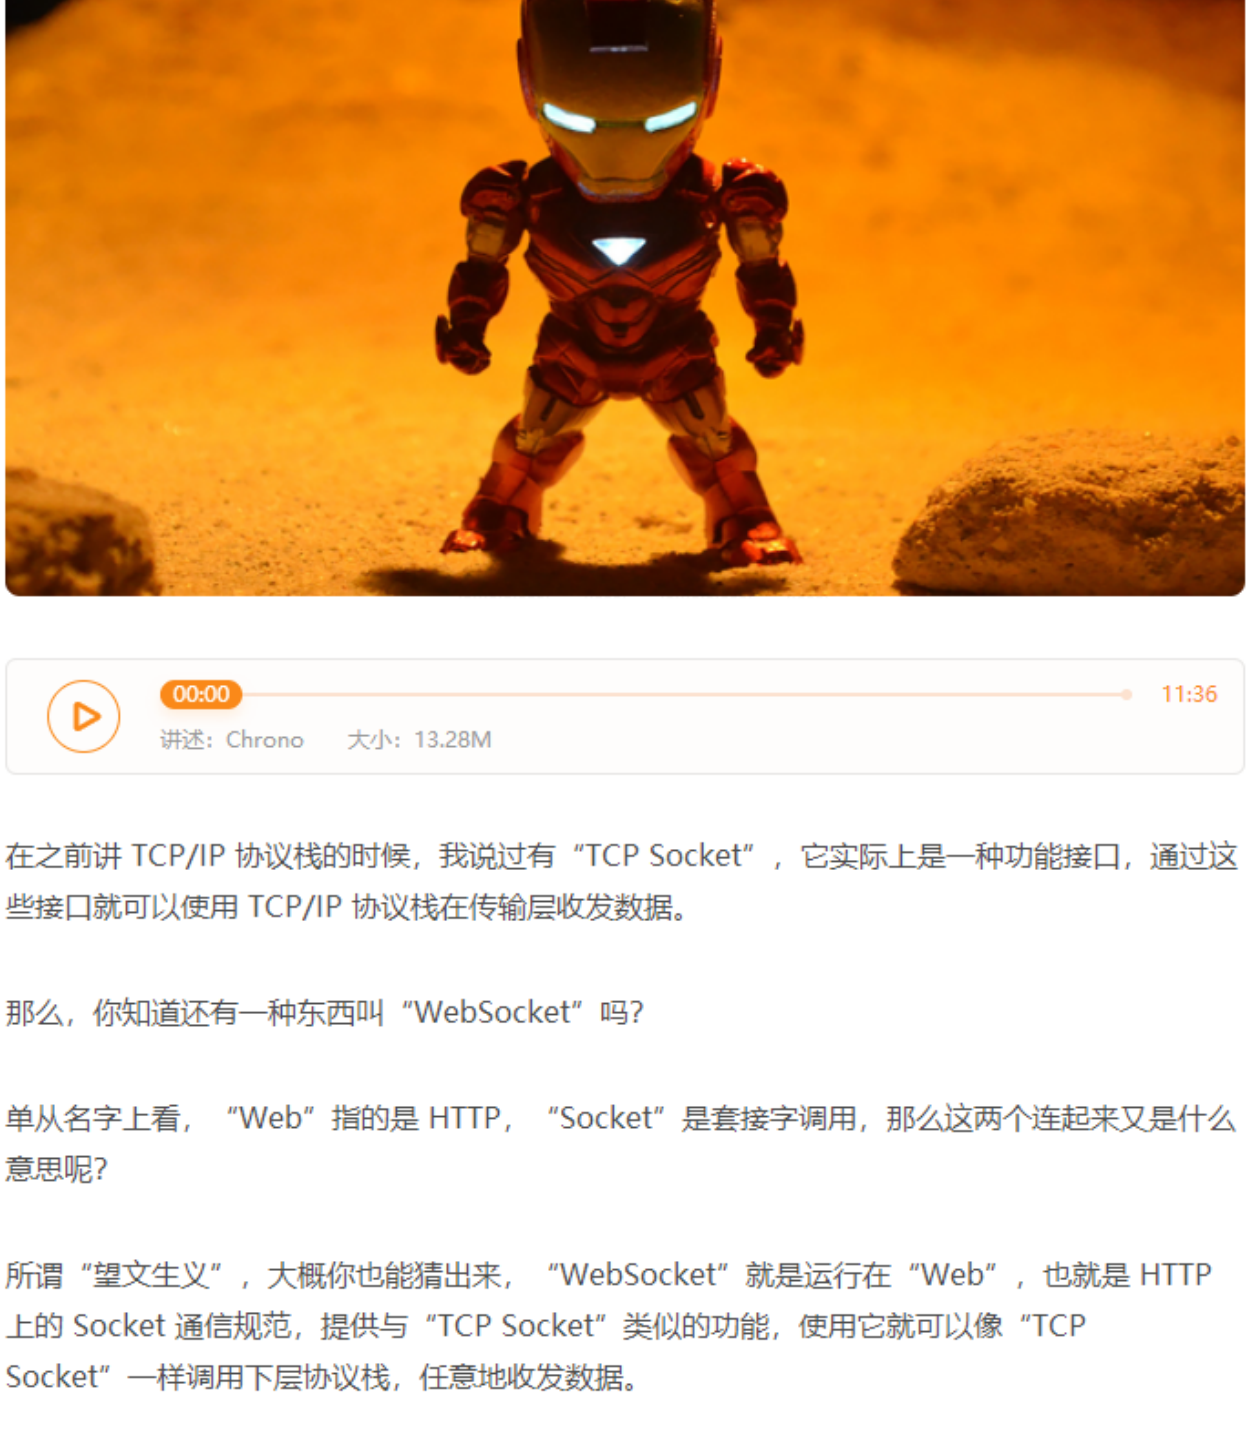 00:00
11:36
讲述：Chrono 大小：13.28M
在之前讲 TCP/IP 协议栈的时候，我说过有“TCP Socket”，它实际上是一种功能接口，通过这
些接口就可以使用 TCP/IP 协议栈在传输层收发数据。
那么，你知道还有一种东西叫“WebSocket”吗？
单从名字上看，“Web”指的是 HTTP，“Socket”是套接字调用，那么这两个连起来又是什么
意思呢？
所谓“望文生义”，大概你也能猜出来，“WebSocket”就是运行在“Web”，也就是 HTTP
上的 Socket 通信规范，提供与“TCP Socket”类似的功能，使用它就可以像“TCP
Socket”一样调用下层协议栈，任意地收发数据。